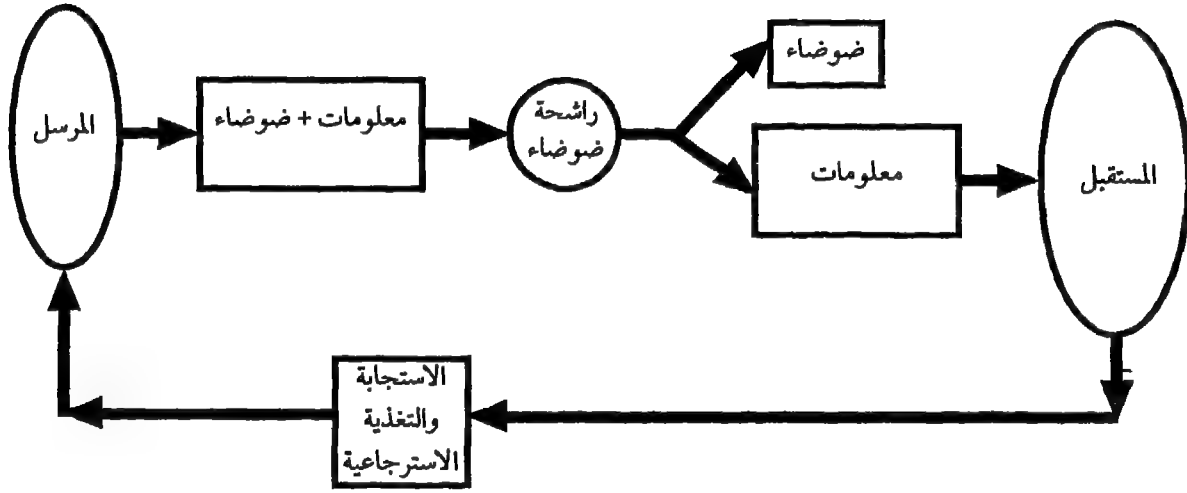 المرسل
معلومات + ضوضاء
راشحة
ضوضاء
ضوضاء
معلومات
المستقبل
الاستجابة
والتغذية
الاسترجاعية